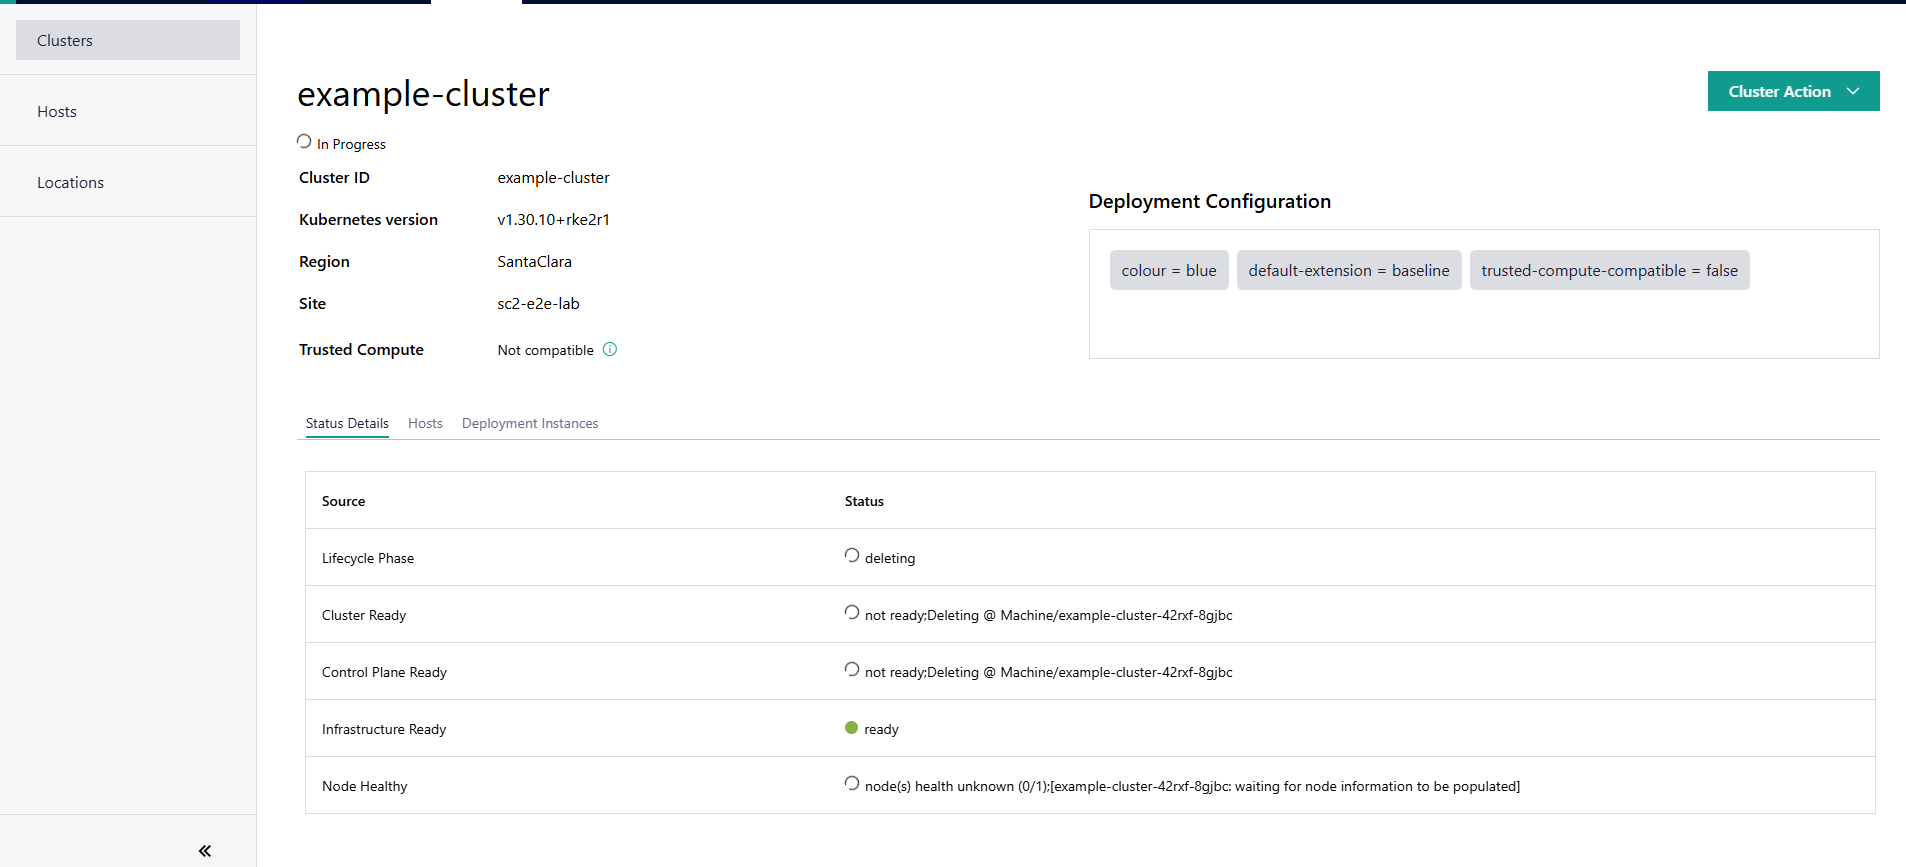 Clusters
Hosts
Locations
example-cluster
Cluster Action
In Progress
Cluster ID example-cluster
Kubernetes version v1.30.10+rke2r1
Region SantaClara
Site sc2-e2e-lab
Trusted Compute Not compatible
Deployment Configuration
colour = blue default-extension = baseline trusted-compute-compatible = false
Status Details Hosts Deployment Instances
Source Status
Lifecycle Phase deleting
Cluster Ready not ready;Deleting @ Machine/example-cluster-42rxf-8gjbc
Control Plane Ready not ready;Deleting @ Machine/example-cluster-42rxf-8gjbc
Infrastructure Ready ready
Node Healthy node(s) health unknown (0/1);[example-cluster-42rxf-8gjbc: waiting for node information to be populated]